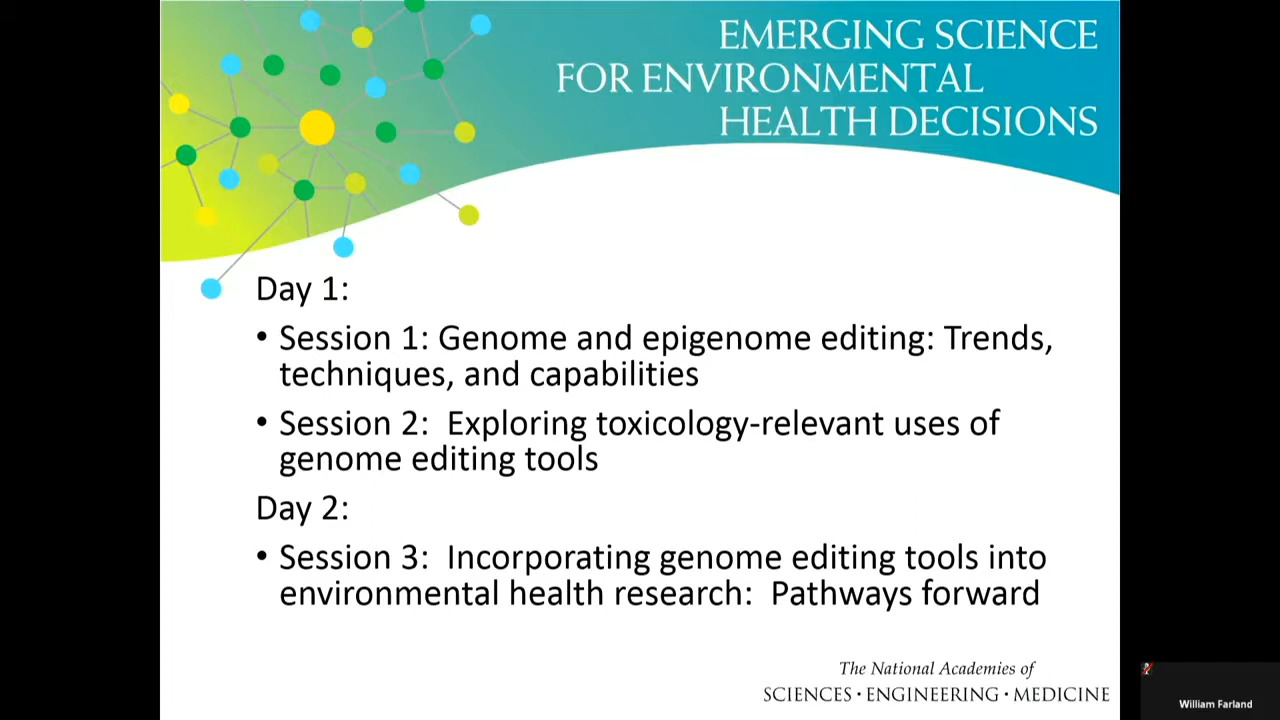 EMERGING SCIENCE
FOR ENVIRONMENTAL
HEALTH DECISIONS
Day 1:
• Session 1: Genome and epigenome editing: Trends,
techniques, and capabilities
• Session 2:  Exploring toxicology-relevant uses of
genome editing tools
Day 2:
• Session 3:  Incorporating genome editing tools into
environmental health research:  Pathways forward
The National Academies of
SCIENCES · ENGINEERING · MEDICINE
William Farland